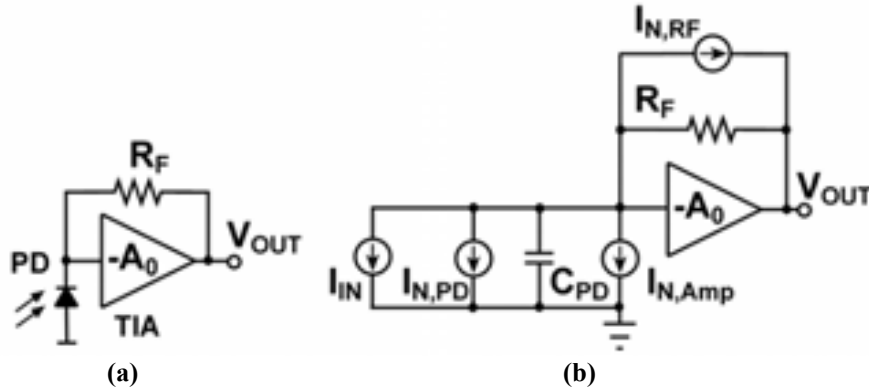 I_N,RF
R_F
R_F
-A_0
V_OUT
PD
TIA
-A_0
V_OUT
I_IN
I_N,PD
C_PD
I_N,Amp
(a)
(b)